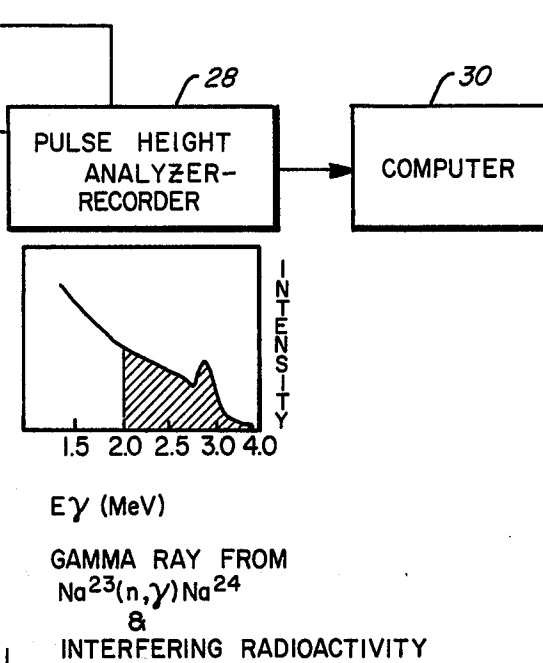 28
30
PULSE HEIGHT
ANALYZER-
RECORDER
COMPUTER
INTENSITY
1.5 2.0 2.5 3.0 4.0
Eγ (MeV)
GAMMA RAY FROM
Na²³(n,γ)Na²⁴
&
INTERFERING RADIOACTIVITY